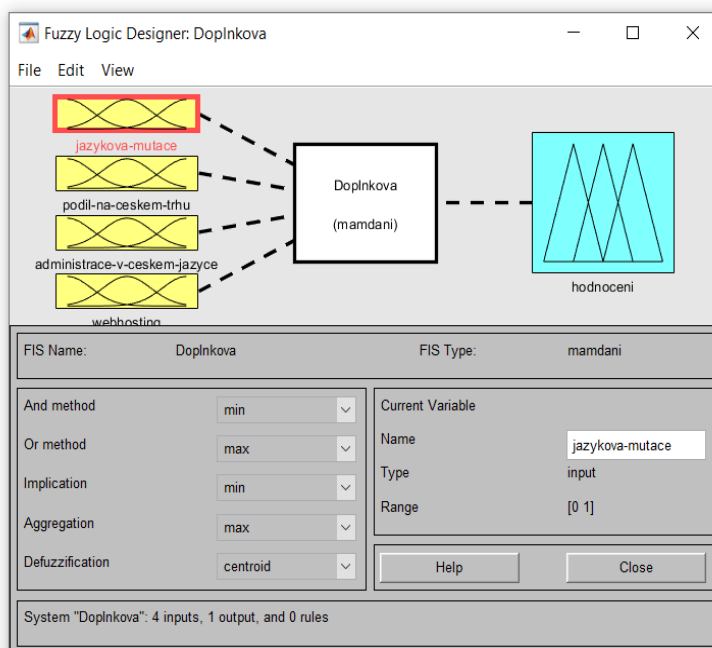 Fuzzy Logic Designer: Doplnkova
File Edit View
jazykova-mutace
podil-na-ceskem-trhu
administrace-v-ceskem-jazyce
webhosting
Doplnkova
(mamdani)
hodnoceni
FIS Name: Doplnkova FIS Type: mamdani
And method min
Or method max
Implication min
Aggregation max
Defuzzification centroid
Current Variable
Name jazykova-mutace
Type input
Range [0 1]
Help Close
System "Doplnkova": 4 inputs, 1 output, and 0 rules